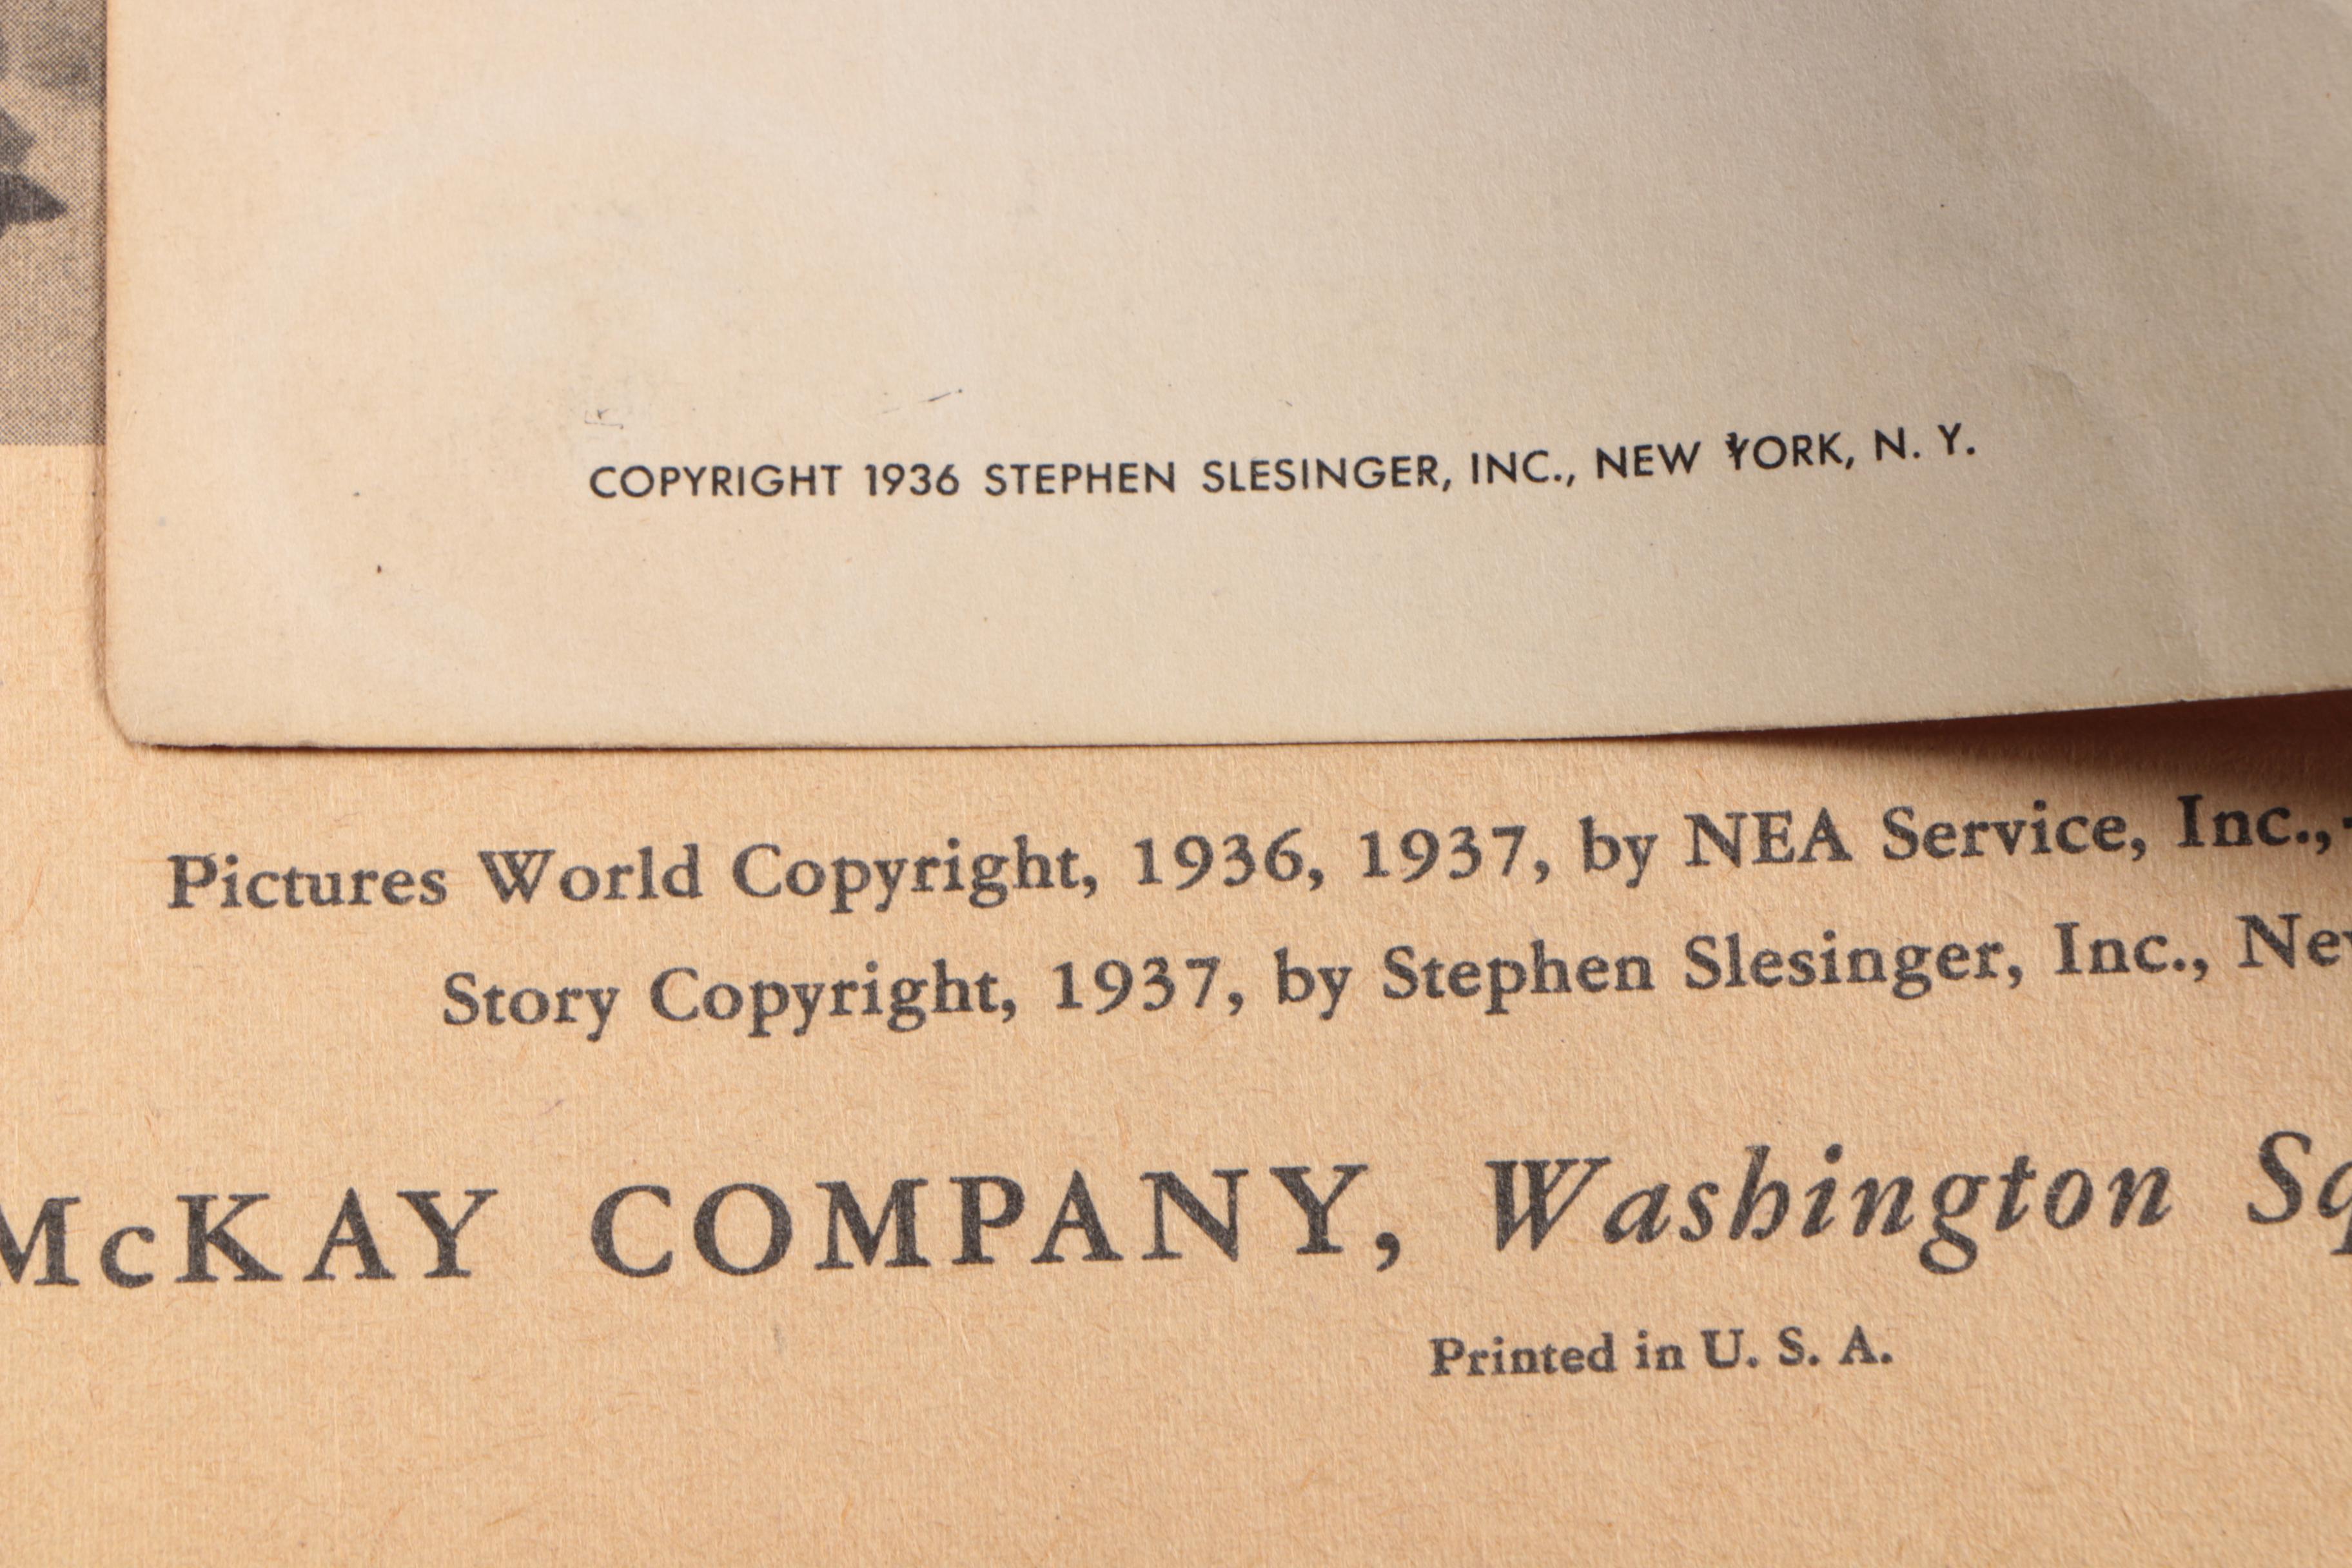 COPYRIGHT 1936 STEPHEN SLESINGER, INC., NEW YORK, N. Y.
Pictures World Copyright, 1936, 1937, by NEA Service, Inc.,
Story Copyright, 1937, by Stephen Slesinger, Inc.,
McKAY COMPANY, Washington
Printed in U. S. A.